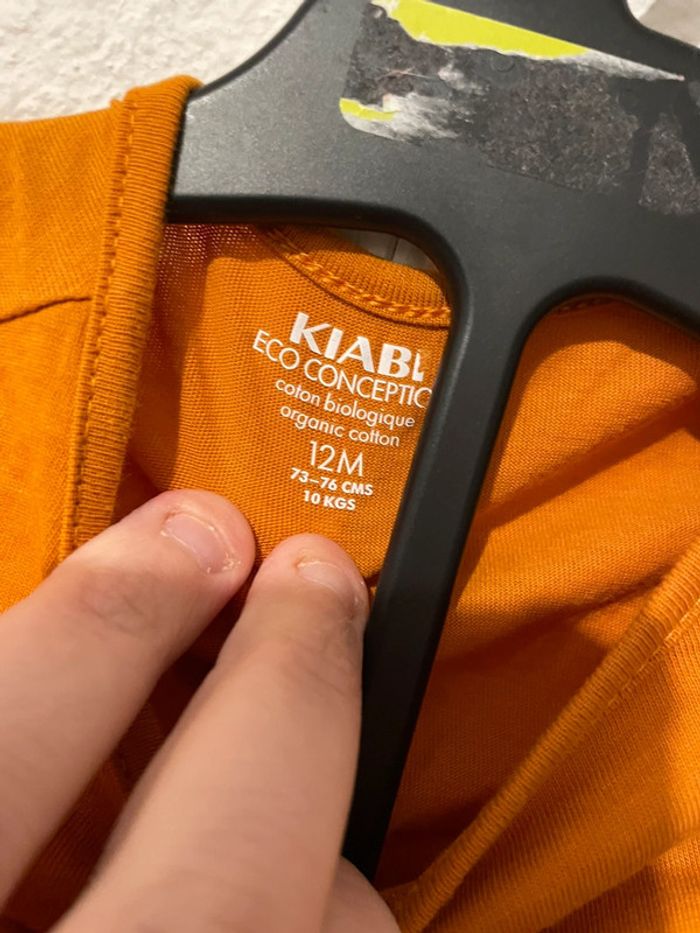 KIABI
ECO CONCEPTIO
coton biologique
organic cotton
12M
73–76 CMS
10 KGS